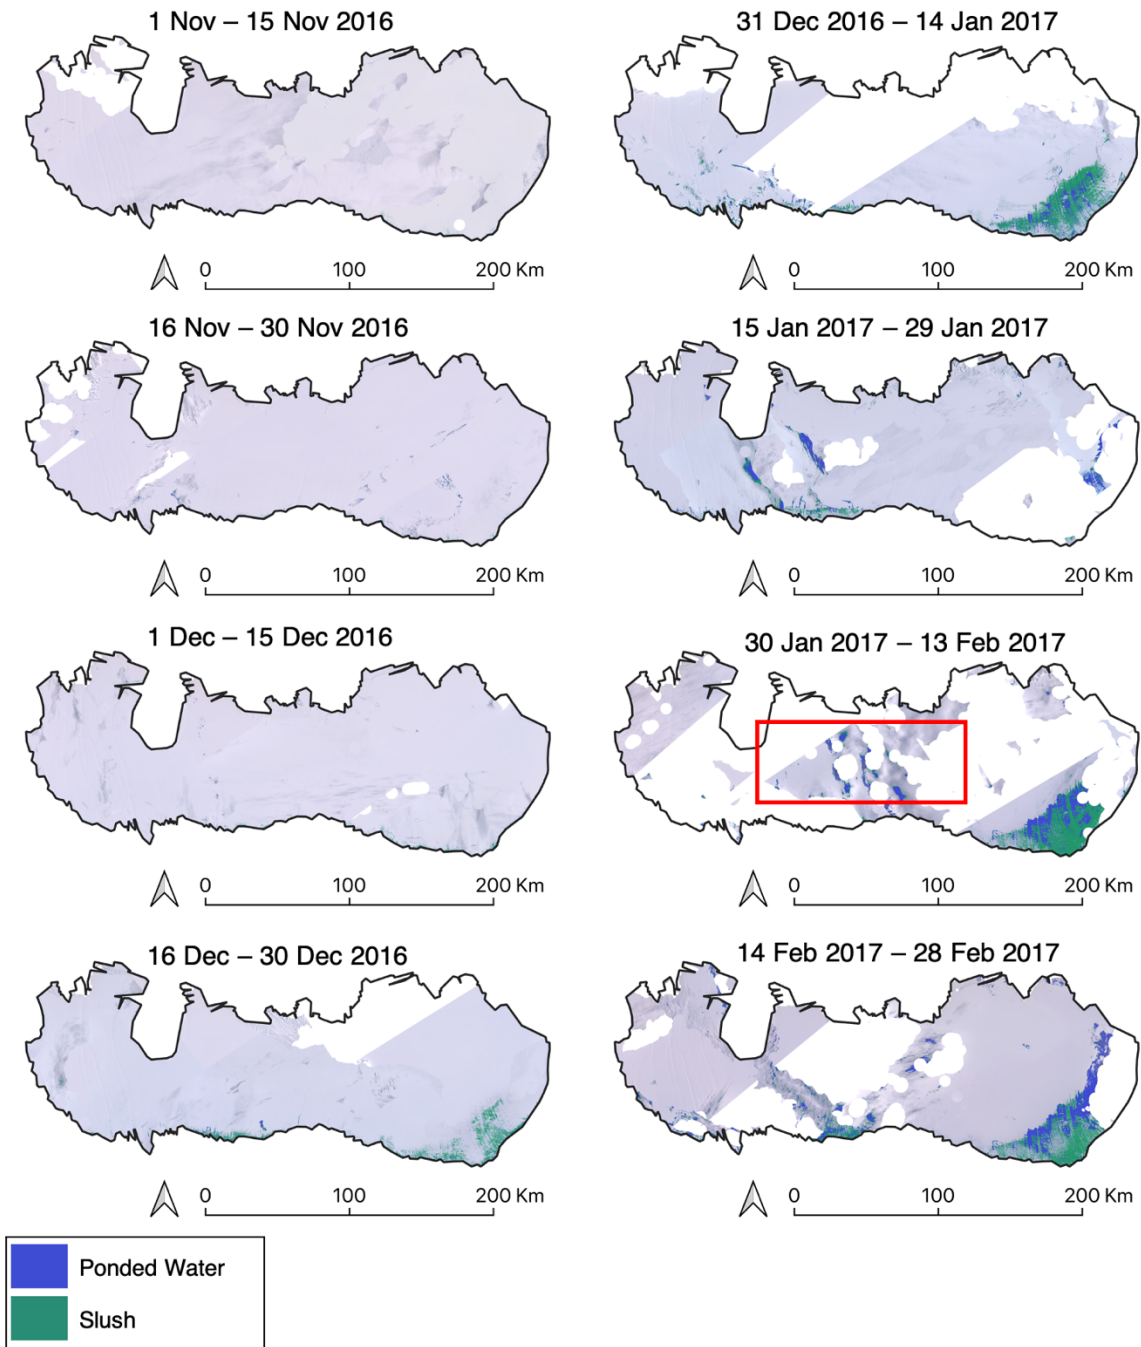 1 Nov – 15 Nov 2016
0 100 200 Km
16 Nov – 30 Nov 2016
0 100 200 Km
1 Dec – 15 Dec 2016
0 100 200 Km
16 Dec – 30 Dec 2016
0 100 200 Km
31 Dec 2016 – 14 Jan 2017
0 100 200 Km
15 Jan 2017 – 29 Jan 2017
0 100 200 Km
30 Jan 2017 – 13 Feb 2017
0 100 200 Km
14 Feb 2017 – 28 Feb 2017
0 100 200 Km
Ponded Water
Slush